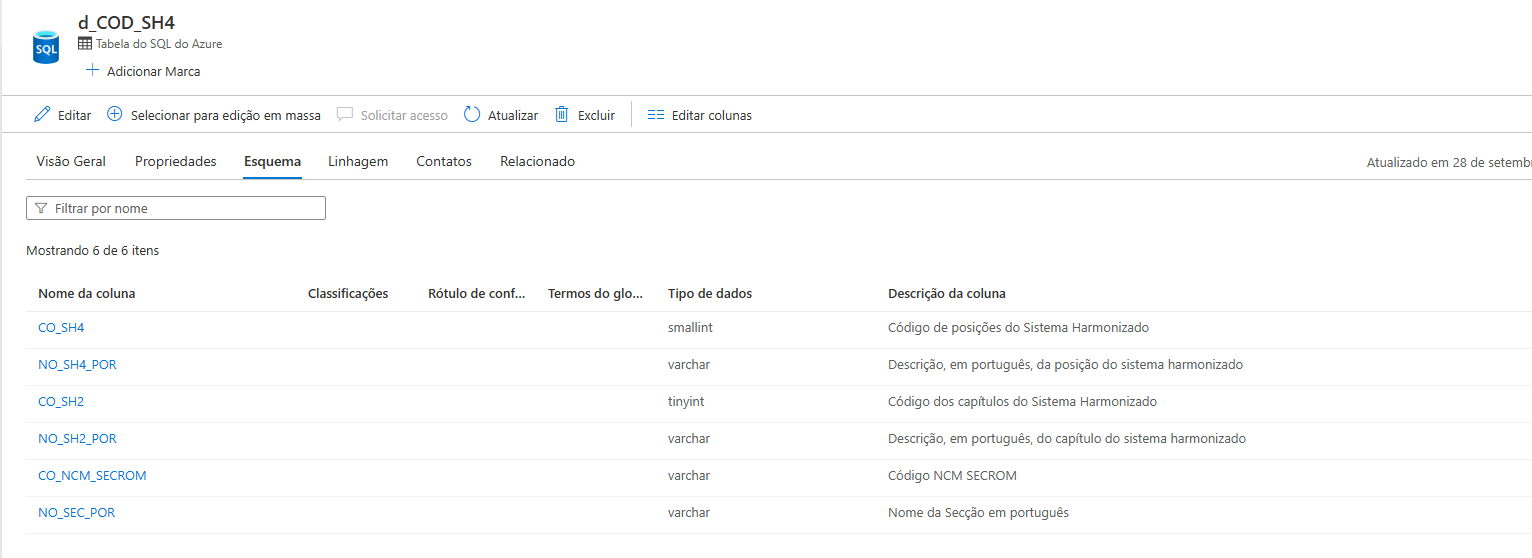 d_COD_SH4
SQL
Tabela do SQL do Azure
Adicionar Marca
Editar Selecionar para edição em massa Solicitar acesso Atualizar Excluir Editar colunas
Visão Geral Propriedades Esquema Linhagem Contatos Relacionado Atualizado em 28 de
Filtrar por nome
Mostrando 6 de 6 itens
Nome da coluna Classificações Rótulo de conf... Termos do glo... Tipo de dados Descrição da coluna
CO_SH4 smallint Código de posições do Sistema Harmonizado
NO_SH4_POR varchar Descrição, em português, da posição do sistema harmonizado
CO_SH2 tinyint Código dos capítulos do Sistema Harmonizado
NO_SH2_POR varchar Descrição, em português, do capítulo do sistema harmonizado
CO_NCM_SECROM varchar Código NCM SECROM
NO_SEC_POR varchar Nome da Secção em português